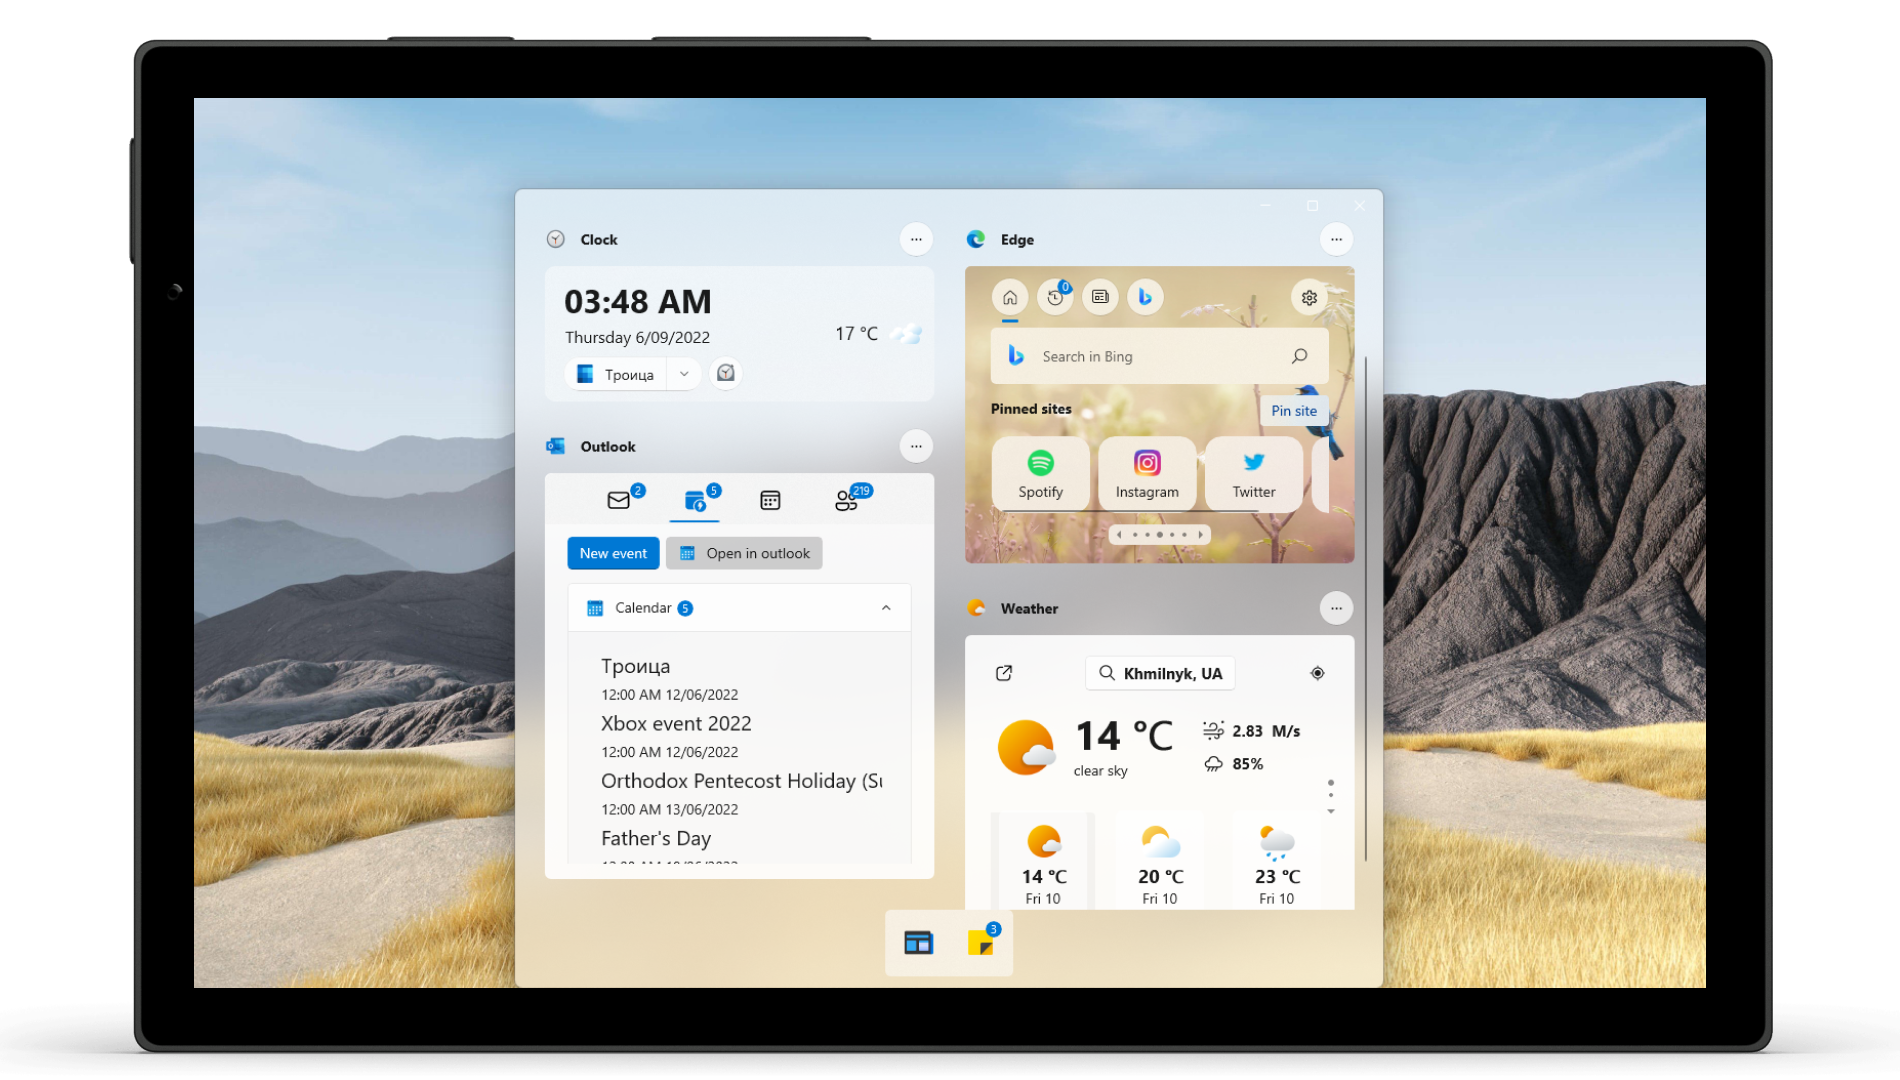 Clock
03:48 AM
Thursday 6/09/2022
17 °C
Троица
Outlook
2
5
219
New event
Open in outlook
Calendar 5
Троица
12:00 AM 12/06/2022
Xbox event 2022
12:00 AM 12/06/2022
Orthodox Pentecost Holiday (Su
12:00 AM 13/06/2022
Father's Day
Edge
0
Search in Bing
Pinned sites
Pin site
Spotify
Instagram
Twitter
Weather
Khmilnyk, UA
14 °C
clear sky
2.83 M/s
85%
14 °C
Fri 10
20 °C
Fri 10
23 °C
Fri 10
3